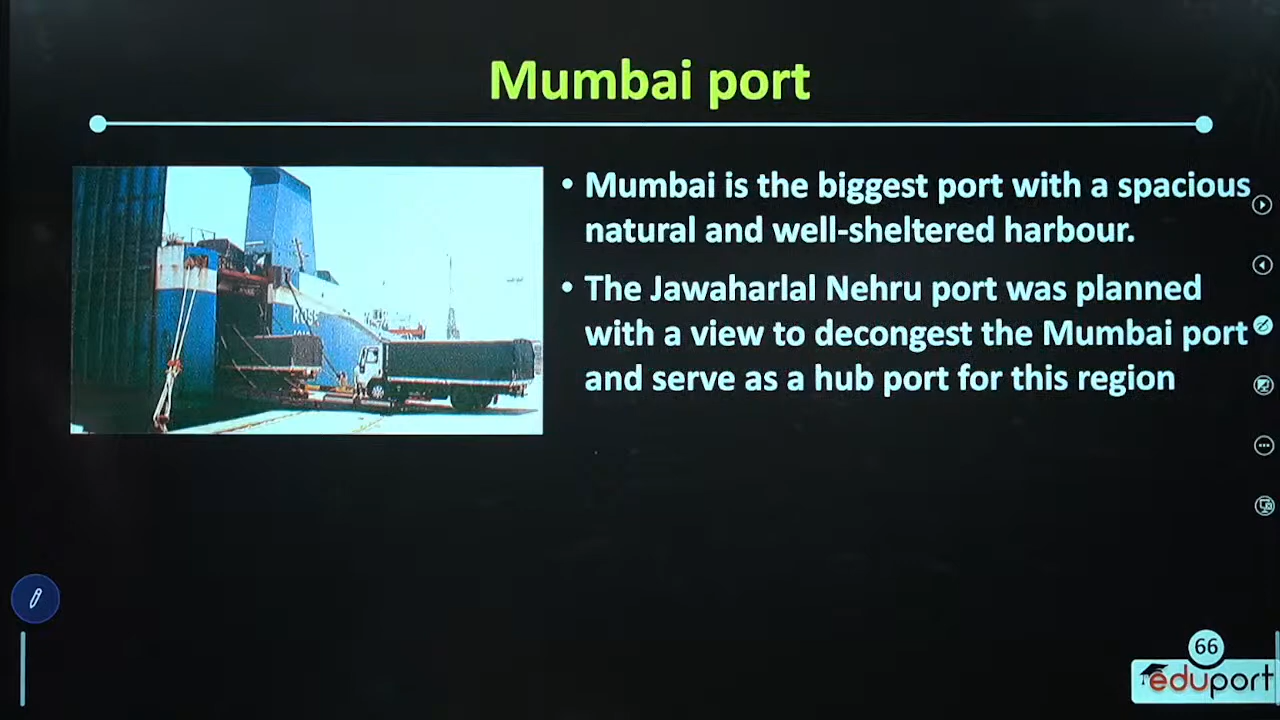 Mumbai port
• Mumbai is the biggest port with a spacious
natural and well-sheltered harbour.
• The Jawaharlal Nehru port was planned
with a view to decongest the Mumbai port
and serve as a hub port for this region
66
eduport